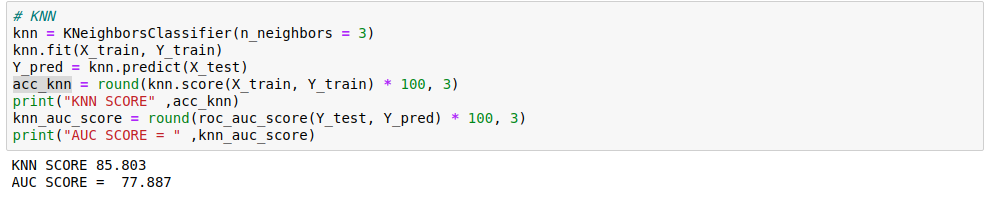 # KNN
knn = KNeighborsClassifier(n_neighbors = 3)
knn.fit(X_train, Y_train)
Y_pred = knn.predict(X_test)
acc_knn = round(knn.score(X_train, Y_train) * 100, 3)
print("KNN SCORE" ,acc_knn)
knn_auc_score = round(roc_auc_score(Y_test, Y_pred) * 100, 3)
print("AUC SCORE = " ,knn_auc_score)
KNN SCORE 85.803
AUC SCORE =  77.887